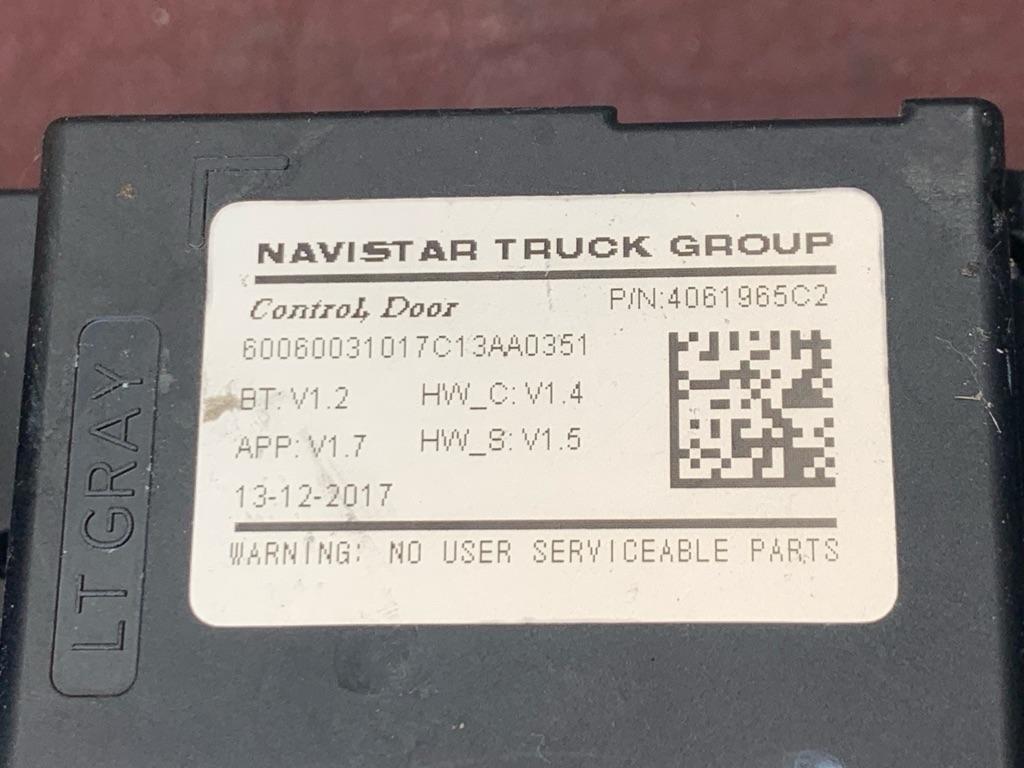 NAVISTAR TRUCK GROUP
Control, Door P/N:4061965C2
60060031017C13AA0351
BT: V1.2 HW_C: V1.4
APP: V1.7 HW_S: V1.5
13-12-2017
WARNING: NO USER SERVICEABLE PARTS
LT GRAY